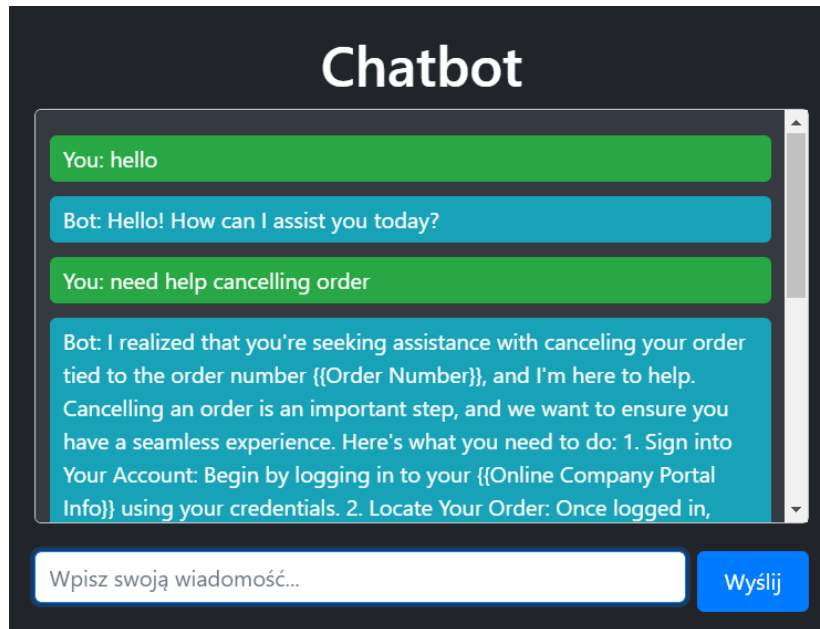 Chatbot
You: hello
Bot: Hello! How can I assist you today?
You: need help cancelling order
Bot: I realized that you're seeking assistance with canceling your order
tied to the order number {{Order Number}}, and I'm here to help.
Cancelling an order is an important step, and we want to ensure you
have a seamless experience. Here's what you need to do: 1. Sign into
Your Account: Begin by logging in to your {{Online Company Portal
Info}} using your credentials. 2. Locate Your Order: Once logged in,
Wpisz swoją wiadomość...
Wyślij